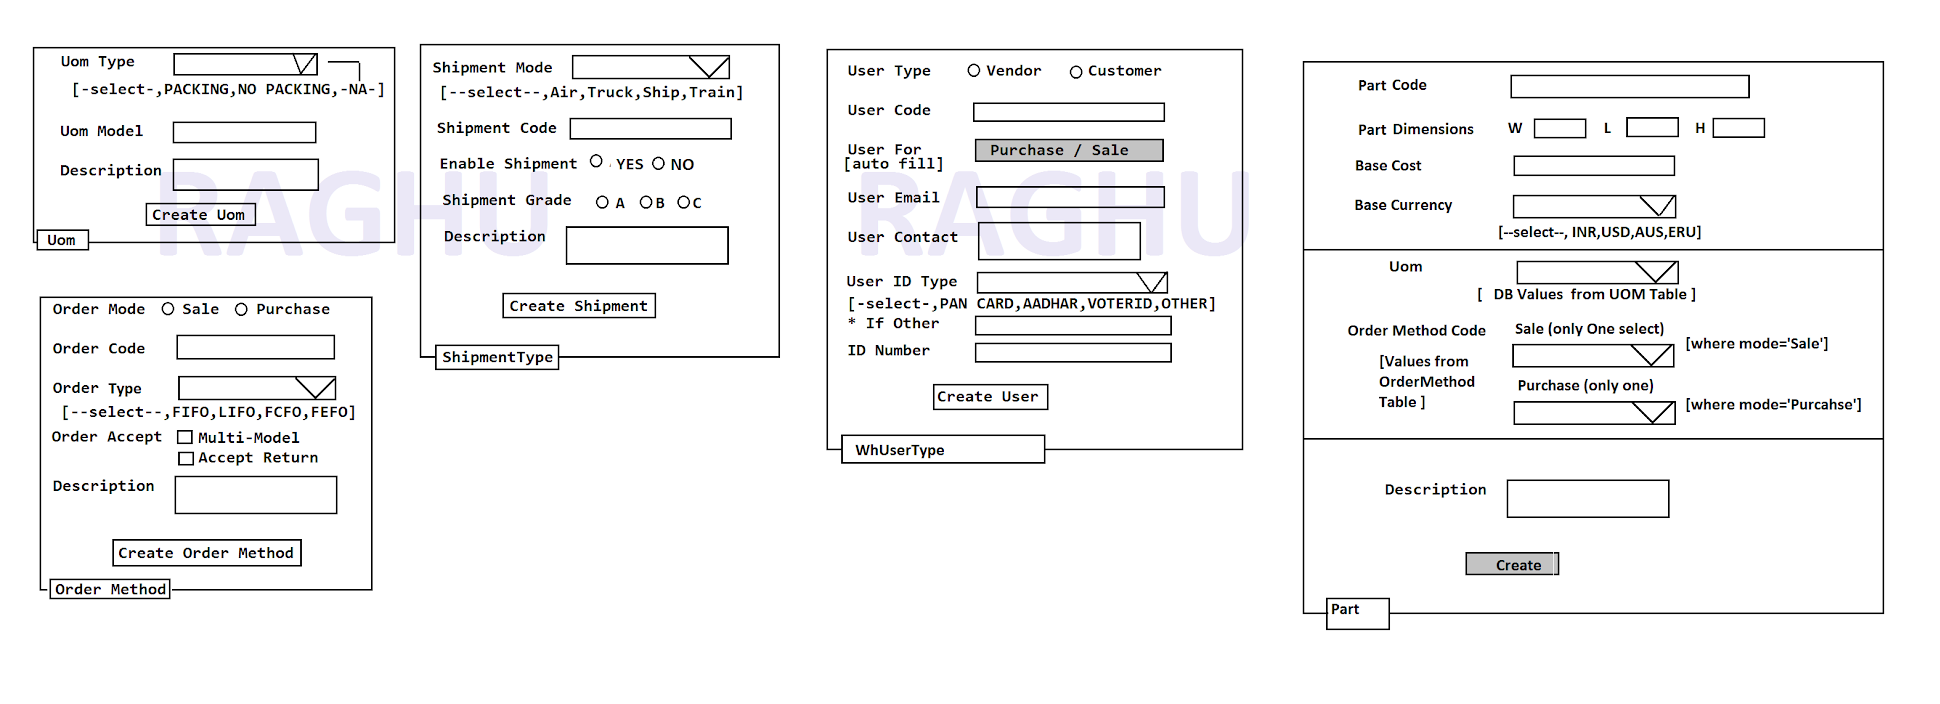 Uom Type
[-select-,PACKING,NO PACKING,-NA-]
Uom Model
Description
Create Uom
Uom
Order Mode Sale Purchase
Order Code
Order Type
[--select--,FIFO,LIFO,FCFO,FEFO]
Order Accept Multi-Model
Accept Return
Description
Create Order Method
Order Method
Shipment Mode
[--select--,Air,Truck,Ship,Train]
Shipment Code
Enable Shipment YES NO
Shipment Grade A B C
Description
Create Shipment
ShipmentType
RAGHU
User Type Vendor Customer
User Code
User For Purchase / Sale
[auto fill]
User Email
User Contact
User ID Type
[-select-,PAN CARD,AADHAR,VOTERID,OTHER]
* If Other
ID Number
Create User
WhUserType
RAGHU
Part Code
Part Dimensions W L H
Base Cost
Base Currency
[--select--, INR,USD,AUS,ERU]
Uom
[ DB Values from UOM Table ]
Order Method Code Sale (only One select)
[where mode='Sale']
[Values from
OrderMethod
Table ]
Purchase (only one)
[where mode='Purcahse']
Description
Create
Part